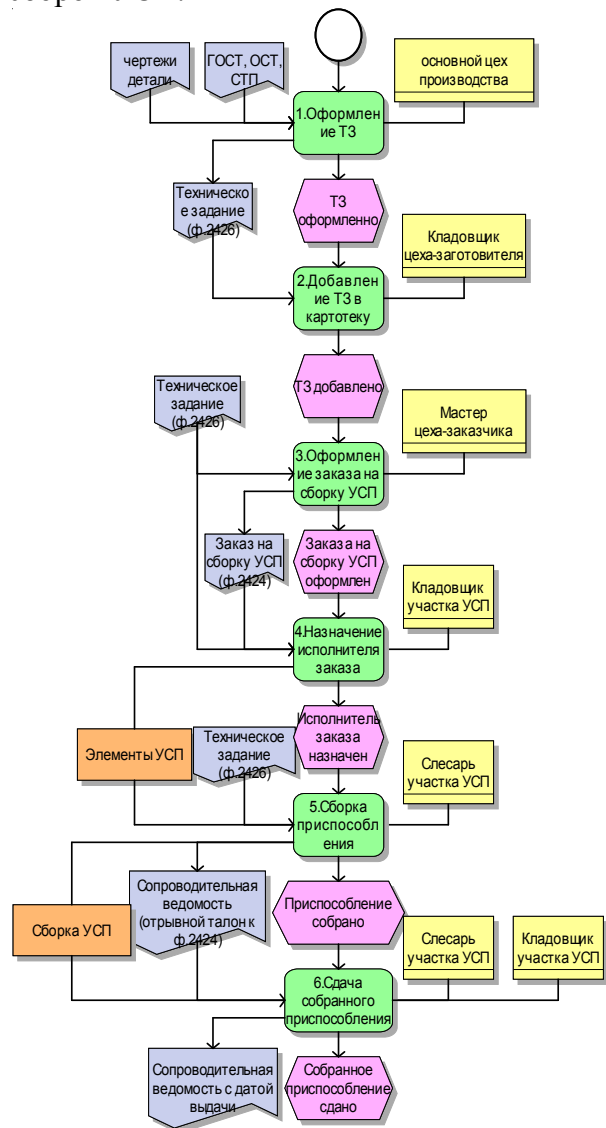 чертежи
детали
ГОСТ, ОСТ,
СТП
основной цех
производства
1.Оформлен
ие ТЗ
Техническо
е задание
(ф.2426)
ТЗ
оформленно
Кладовщик
цеха-заготовителя
2.Добавлен
ие ТЗ в
картотеку
ТЗ добавлено
Техническое
задание
(ф.2426)
Мастер
цеха-заказчика
3.Оформлен
ие заказа на
сборку УСП
Заказ на
сборку УСП
(ф.2424)
Заказа на
сборку УСП
оформлен
Кладовщик
участка УСП
4.Назначение
исполнителя
заказа
Элементы УСП
Техническое
задание
(ф.2426)
Исполнитель
заказа
назначен
Слесарь
участка УСП
5.Сборка
приспособл
ения
Сборка УСП
Сопроводительная
ведомость
(отрывной талон к
ф.2424)
Приспособление
собрано
Слесарь
участка УСП
Кладовщик
участка УСП
6.Сдача
собранного
приспособления
Сопроводительная
ведомость с датой
выдачи
Собранное
приспособление
сдано